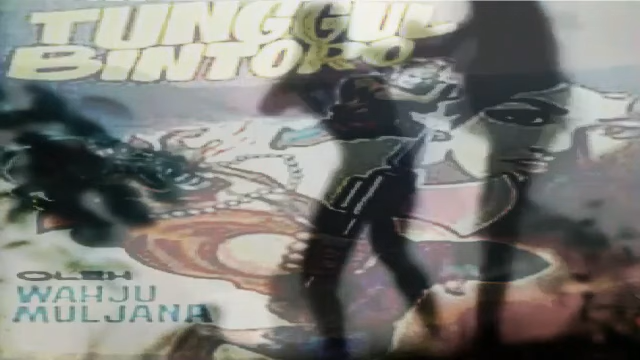 TUNGGUL
BINTORO
OLEH
WAHJU
MULJANA